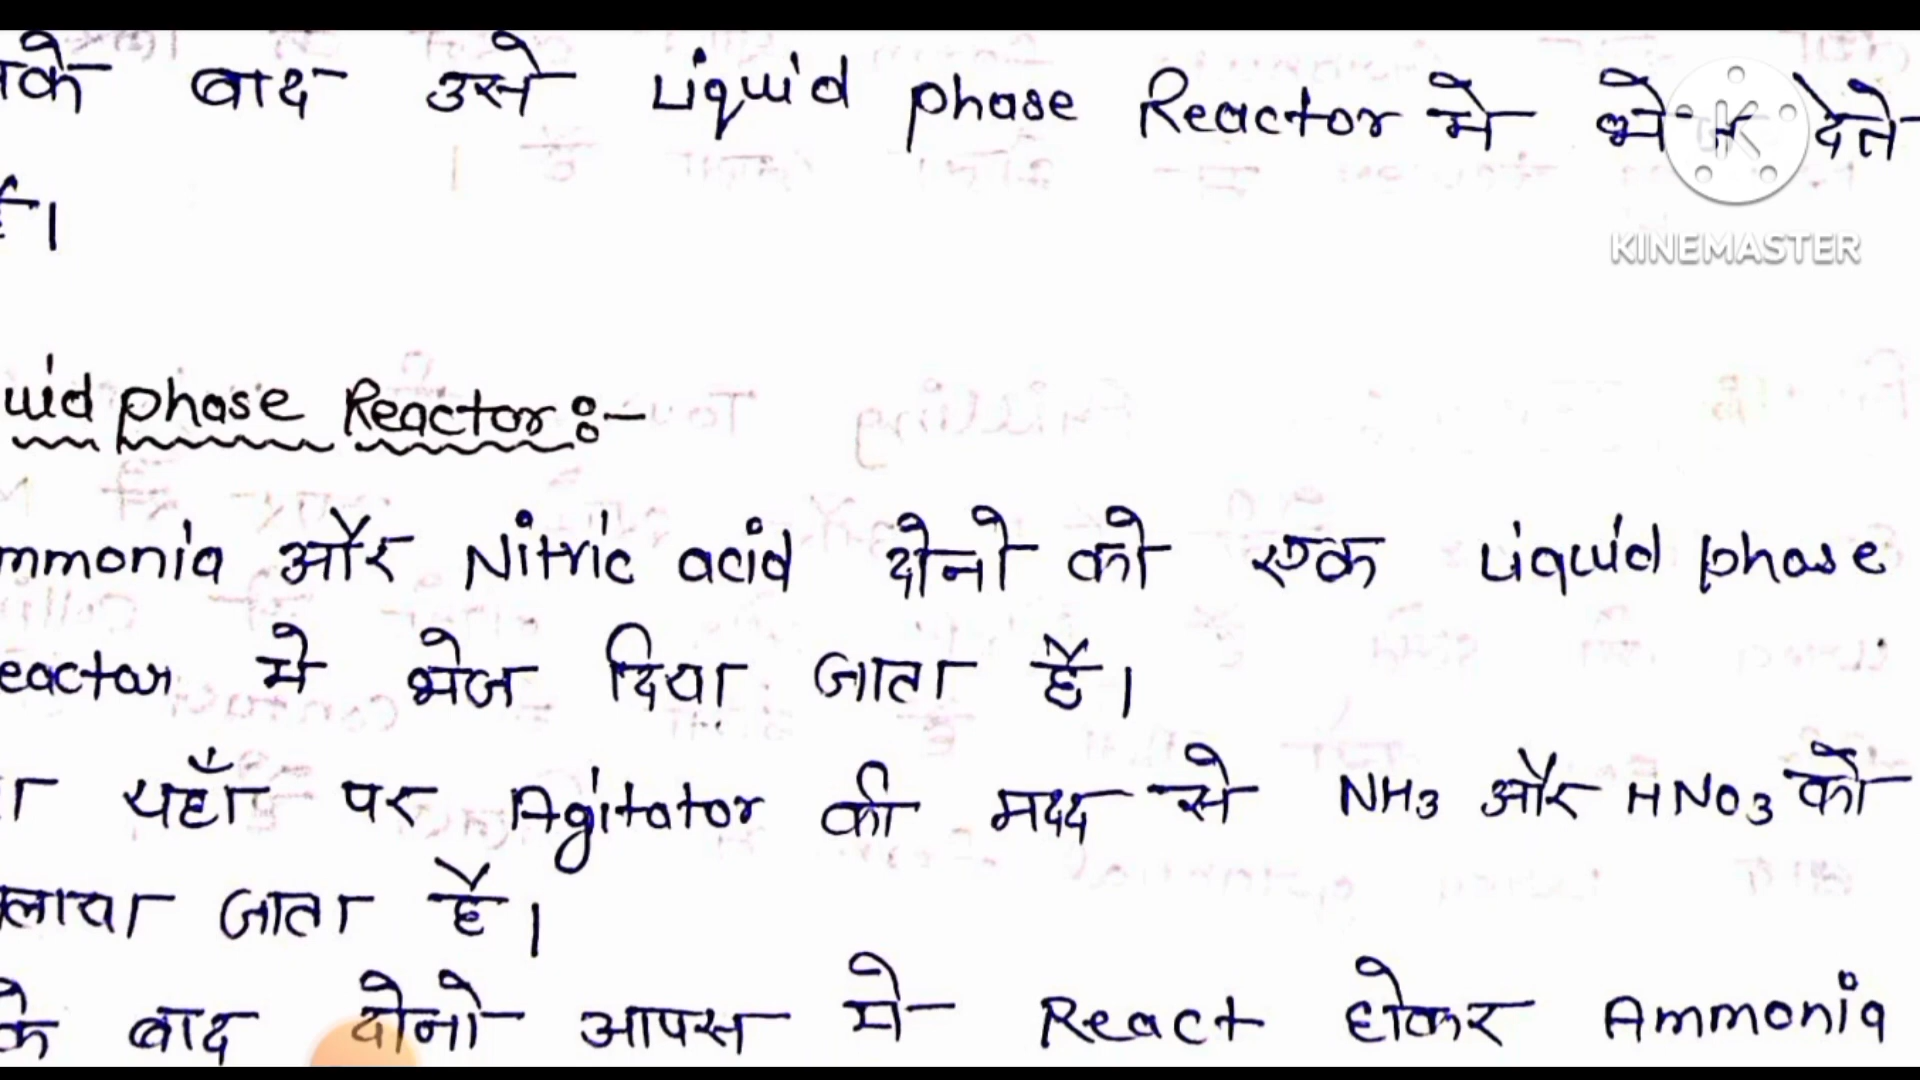 के बाद उसे Liquid phase Reactor मे भेज देते
है।
KINEMASTER
uid phase Reactor :-
mmonia और Nitric acid दोनो को एक Liquid phase
eactor मे भेज दिया जाता है।
यहाँ पर Agitator की मदद से NH3 और HNO3 को
लाया जाता है।
के बाद दोनो आपस मे React होकर Ammonia